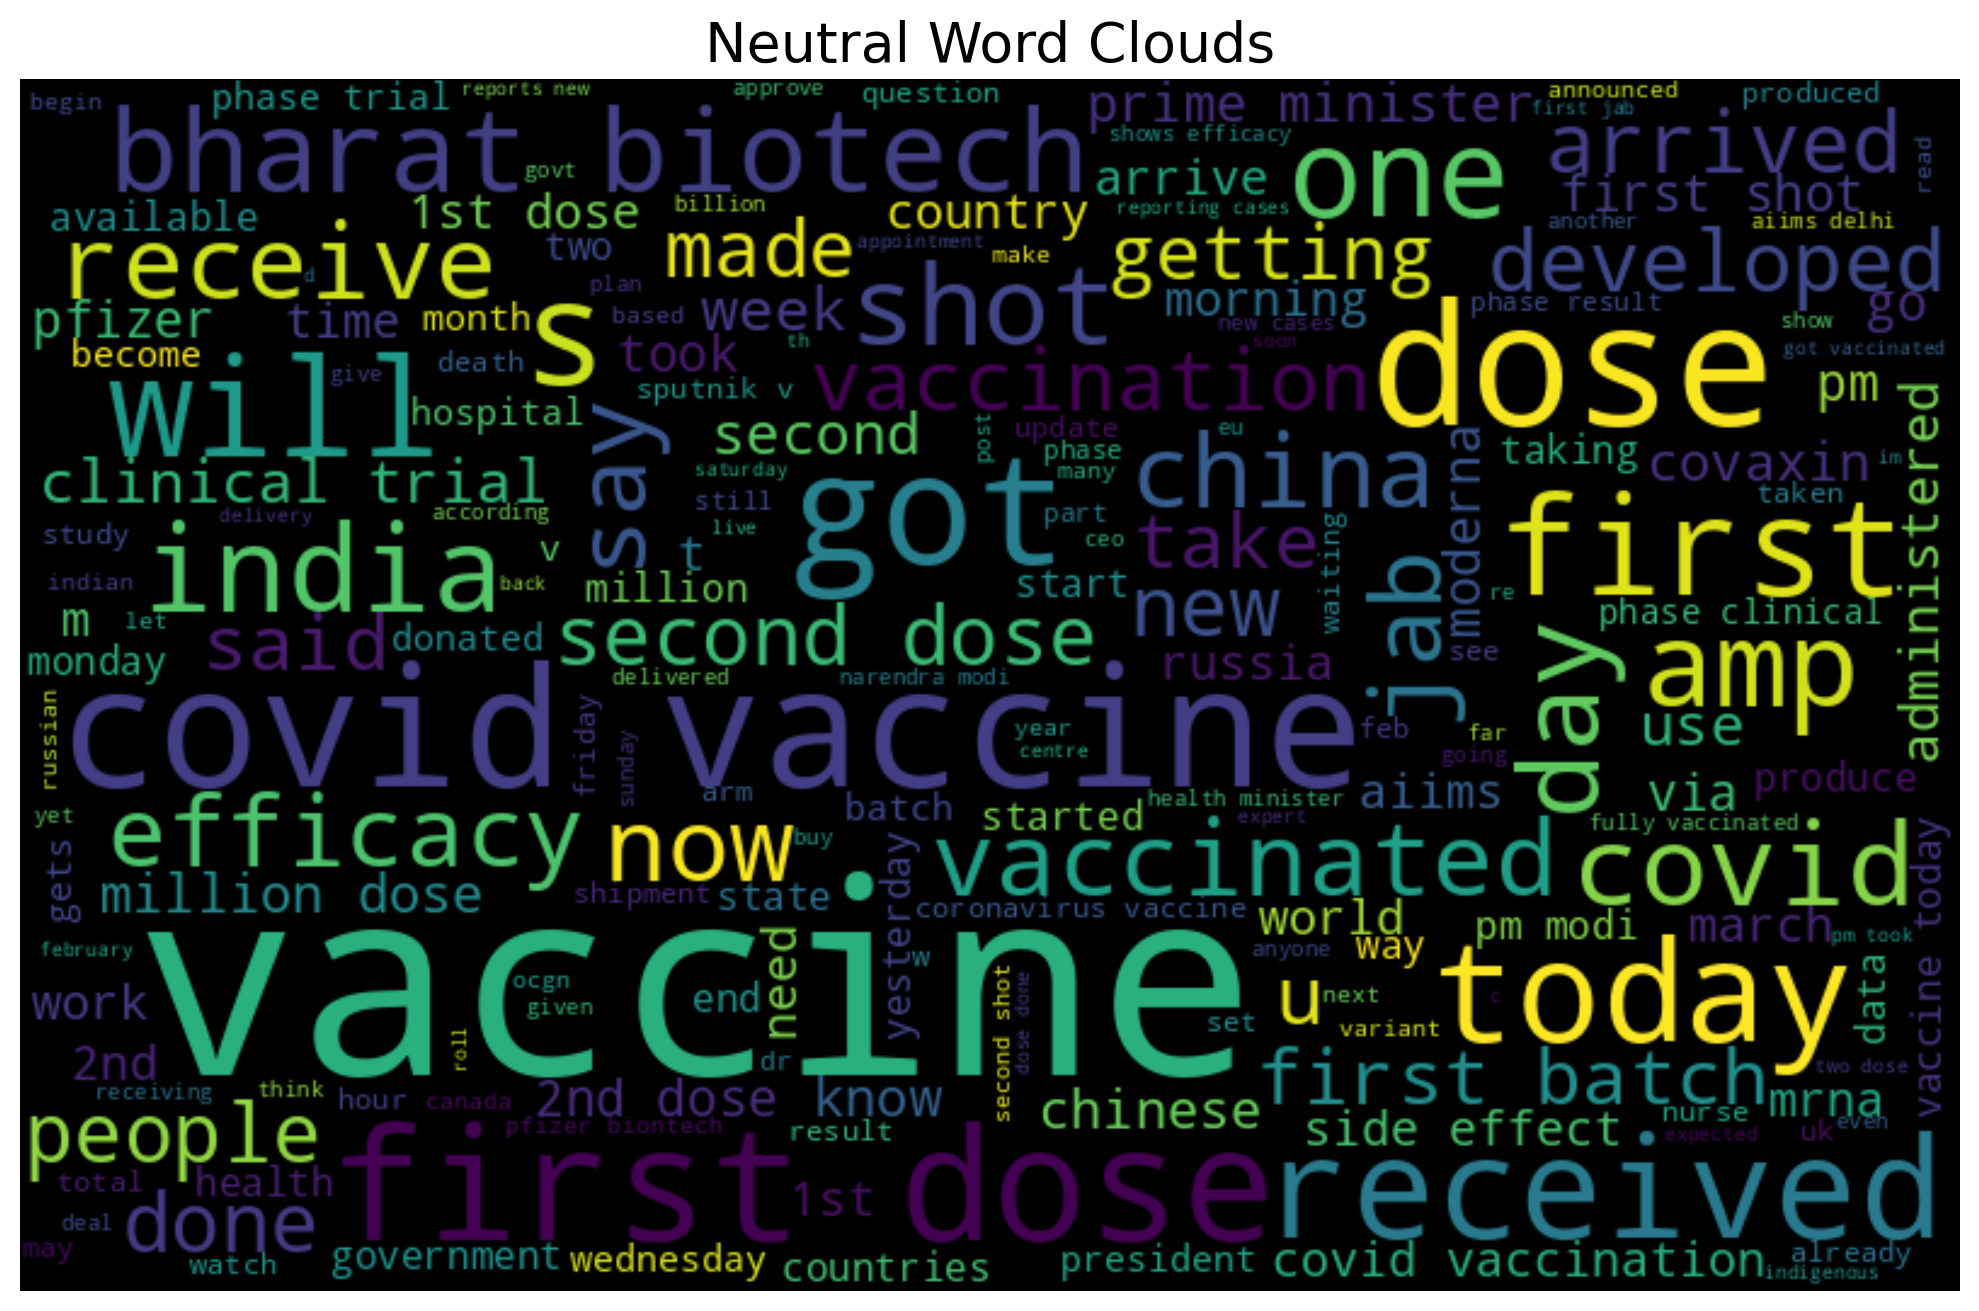 Neutral Word Clouds
begin
phase trial
reports new
approve
question
prime minister
announced
first jab
produced
bharat biotech
shows efficacy
one
arrived
read
govt
arrive
first shot
available
1st dose
billion
country
reporting cases
another
aiims delhi
receive
d
two
made
appointment
make
getting
developed
plan
shot
morning
phase result
pfizer
time
month
s
based
week
new cases
dose
show
go
become
death
took
th
soon
got vaccinated
will
give
sputnik v
vaccination
pm
administered
hospital
say
second
post
update
eu
moderna
taking
covaxin
im
clinical trial
saturday
phase
many
china
taken
study
delivery
according
still
got
part
first
india
v
live
t
ceo
take
waiting
jab
indian
back
million
start
new
re
m
let
said
donated
second dose
day
phase clinical
monday
russia
see
amp
delivered
narendra modi
russian
covid vaccine
friday
sunday
year
centre
feb
far
going
use
arm
batch
health minister
aiims
via
produce
yet
efficacy
now
buy
started
expert
fully vaccinated
gets
vaccinated
covid
vaccine today
million dose
shipment
state
yesterday
coronavirus vaccine
world
pm modi
march
pm took
february
vaccine
need
w
anyone
way
today
data
work
ocgn
given
end
second shot
dose done
set
u
next
c
variant
roll
2nd
dr
first batch
two dose
receiving
think
hour
canada
2nd dose
know
chinese
nurse
mrna
people
pfizer biontech
result
side effect
expected
uk
even
first dose
received
total
health
1st
deal
done
may
watch
government
wednesday
countries
president
covid vaccination
already
indigenous